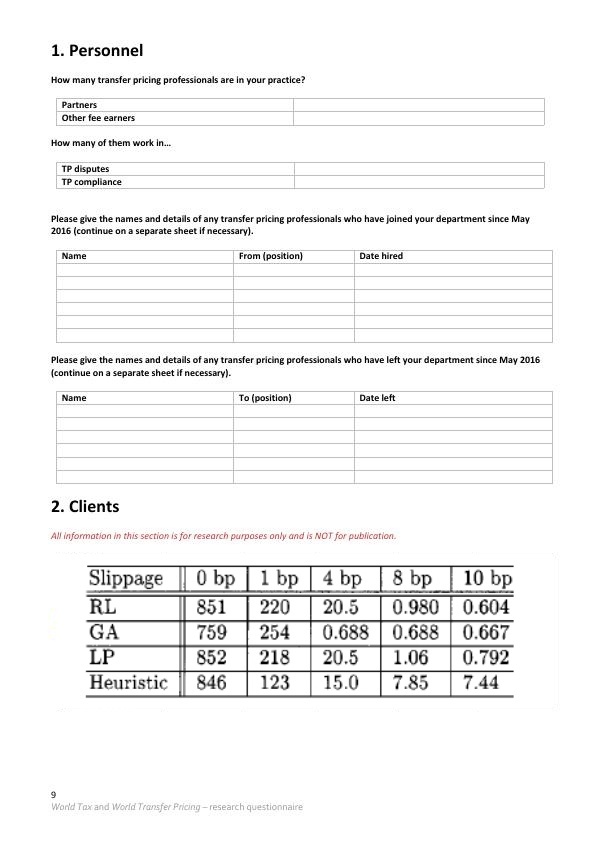 1. Personnel
How many transfer pricing professionals are in your practice?
Partners
Other fee earners
How many of them work in…
TP disputes
TP compliance
Please give the names and details of any transfer pricing professionals who have joined your department since May
2016 (continue on a separate sheet if necessary).
Name From (position) Date hired
Please give the names and details of any transfer pricing professionals who have left your department since May 2016
(continue on a separate sheet if necessary).
Name To (position) Date left
2. Clients
All information in this section is for research purposes only and is NOT for publication.
Slippage 0 bp 1 bp 4 bp 8 bp 10 bp
RL 851 220 20.5 0.980 0.604
GA 759 254 0.688 0.688 0.667
LP 852 218 20.5 1.06 0.792
Heuristic 846 123 15.0 7.85 7.44
9
World Tax and World Transfer Pricing – research questionnaire